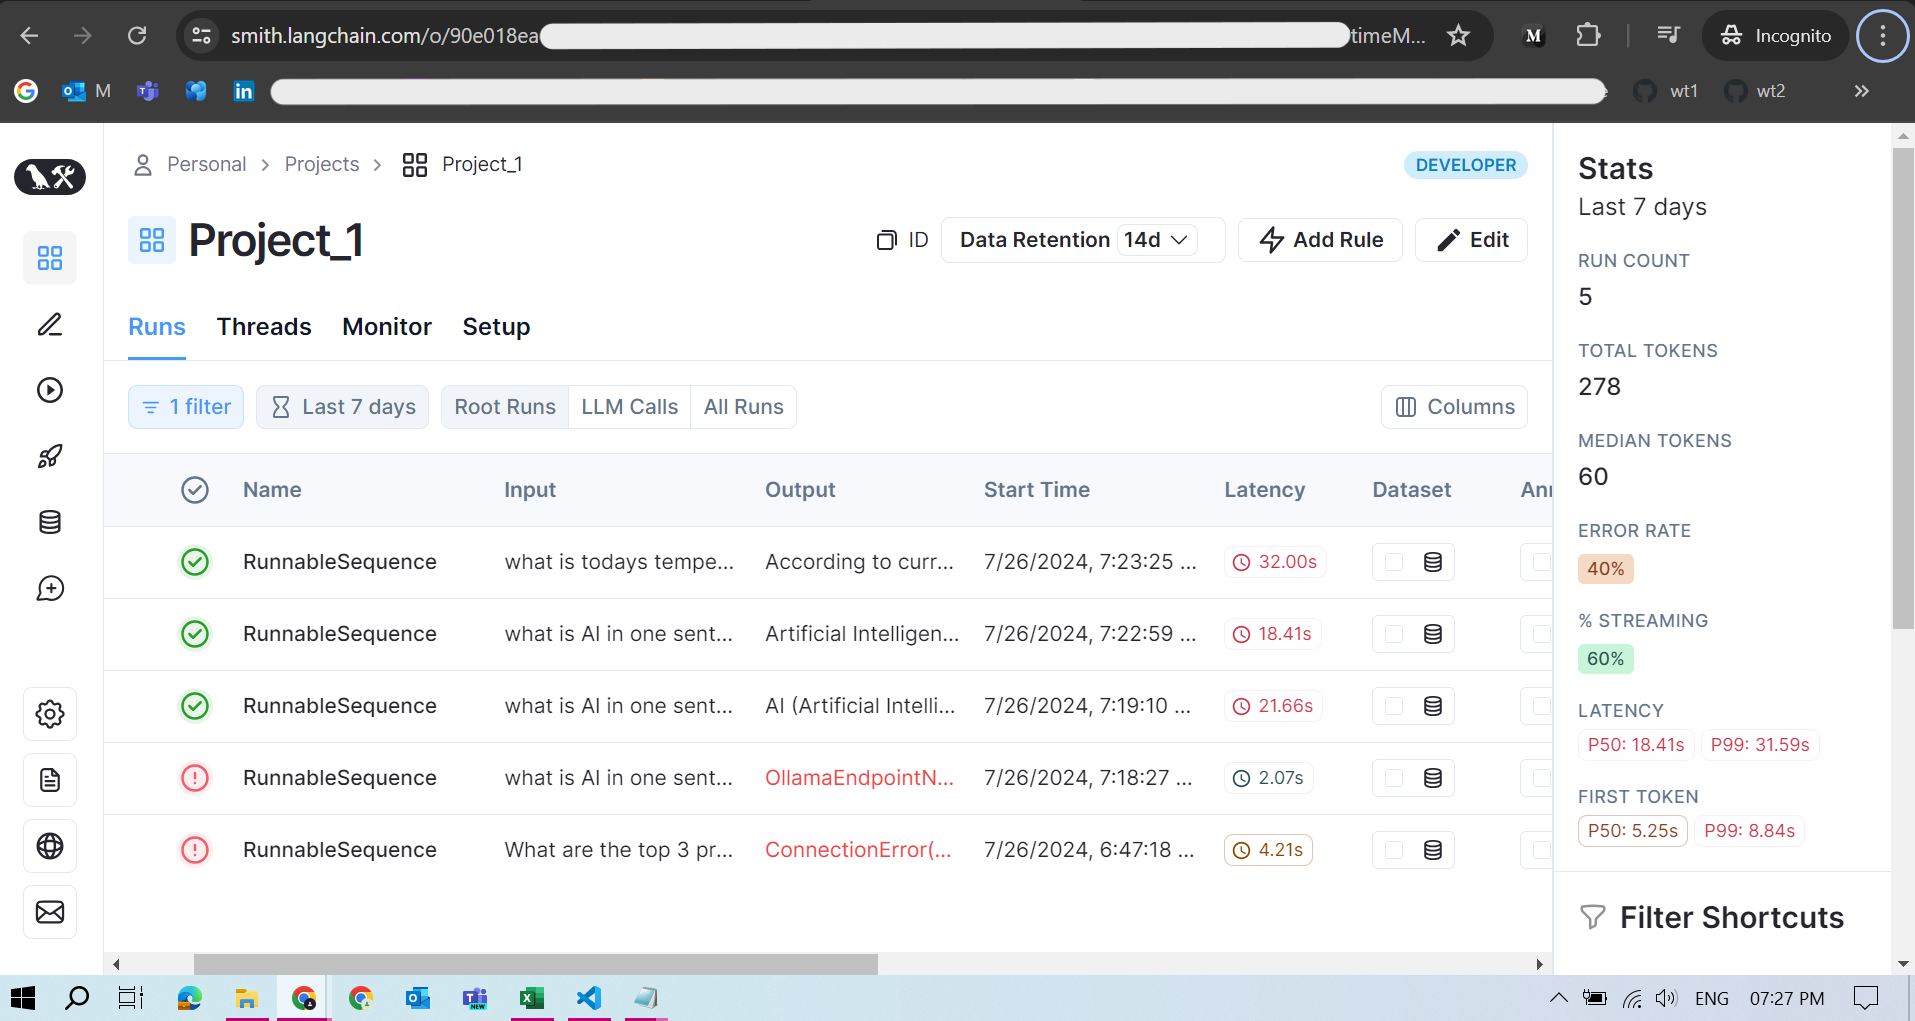 smith.langchain.com/o/90e018ea timeM... M Incognito
M in wt1 wt2
Personal > Projects > Project_1 DEVELOPER
Project_1 ID Data Retention 14d Add Rule Edit
Runs Threads Monitor Setup
1 filter Last 7 days Root Runs LLM Calls All Runs Columns
Name Input Output Start Time Latency Dataset
RunnableSequence what is todays tempe... According to curr... 7/26/2024, 7:23:25 ... 32.00s
RunnableSequence what is AI in one sent... Artificial Intelligen... 7/26/2024, 7:22:59 ... 18.41s
RunnableSequence what is AI in one sent... AI (Artificial Intelli... 7/26/2024, 7:19:10 ... 21.66s
RunnableSequence what is AI in one sent... OllamaEndpointN... 7/26/2024, 7:18:27 ... 2.07s
RunnableSequence What are the top 3 pr... ConnectionError(... 7/26/2024, 6:47:18 ... 4.21s
Stats
Last 7 days
RUN COUNT
5
TOTAL TOKENS
278
MEDIAN TOKENS
60
ERROR RATE
40%
% STREAMING
60%
LATENCY
P50: 18.41s P99: 31.59s
FIRST TOKEN
P50: 5.25s P99: 8.84s
Filter Shortcuts
ENG 07:27 PM